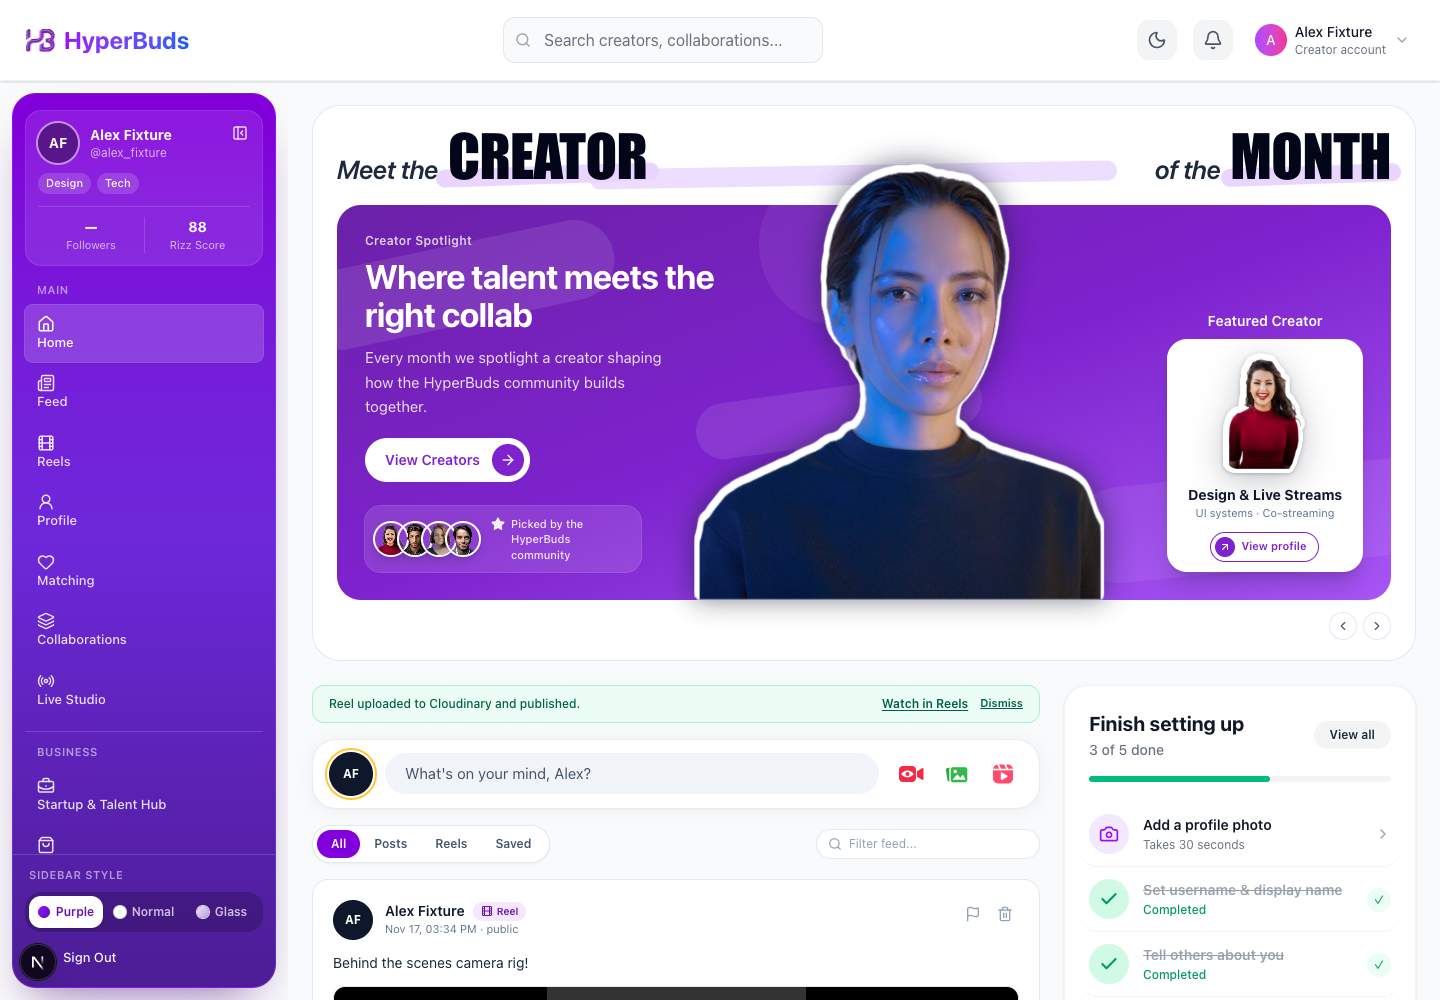 HyperBuds
Search creators, collaborations...
A
Alex Fixture
Creator account
AF
Alex Fixture
@alex_fixture
Design
Tech
—
Followers
88
Rizz Score
MAIN
Home
Feed
Reels
Profile
Matching
Collaborations
Live Studio
BUSINESS
Startup & Talent Hub
SIDEBAR STYLE
Purple
Normal
Glass
N
Sign Out
Meet the CREATOR of the MONTH
Creator Spotlight
Where talent meets the
right collab
Every month we spotlight a creator shaping
how the HyperBuds community builds
together.
View Creators
Picked by the
HyperBuds
community
Featured Creator
Design & Live Streams
UI systems · Co-streaming
View profile
Reel uploaded to Cloudinary and published.
Watch in Reels
Dismiss
AF
What's on your mind, Alex?
All
Posts
Reels
Saved
Filter feed...
AF
Alex Fixture
Reel
Nov 17, 03:34 PM · public
Behind the scenes camera rig!
Finish setting up
3 of 5 done
View all
Add a profile photo
Takes 30 seconds
Set username & display name
Completed
Tell others about you
Completed